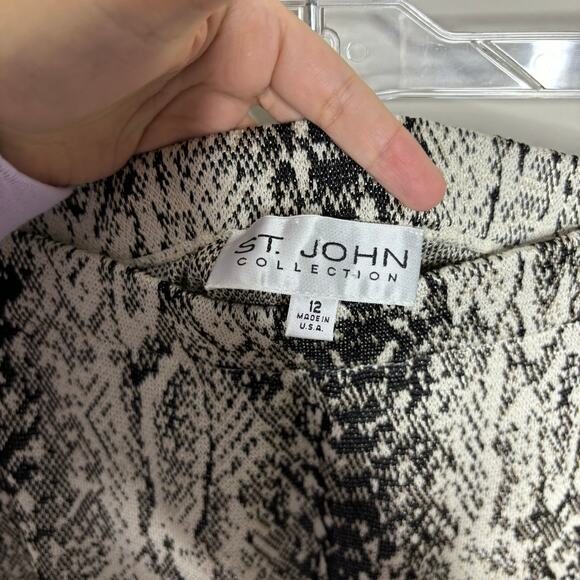 ST. JOHN
COLLECTION
12
MADE IN
U.S.A.